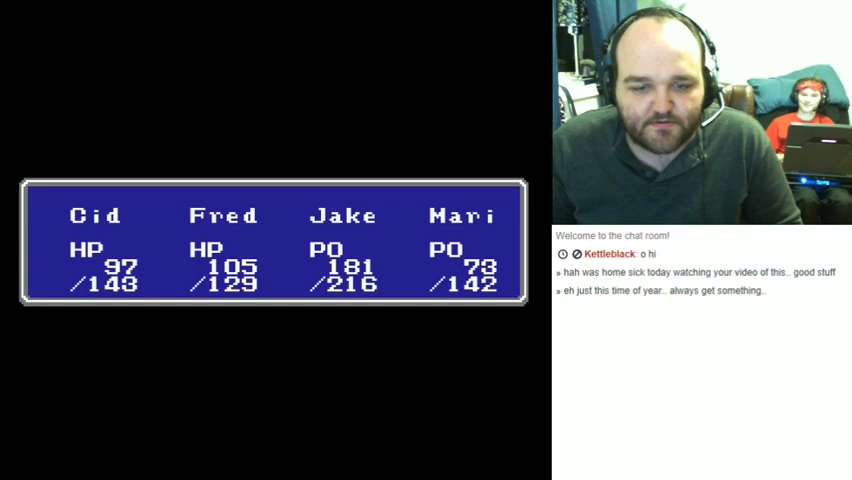 Cid Fred Jake Mari
HP HP PO PO
97 105 181 73
/143 /129 /216 /142
Welcome to the chat room!
Kettleblack: o hi
» hah was home sick today watching your video of this.. good stuff
» eh just this time of year.. always get something..